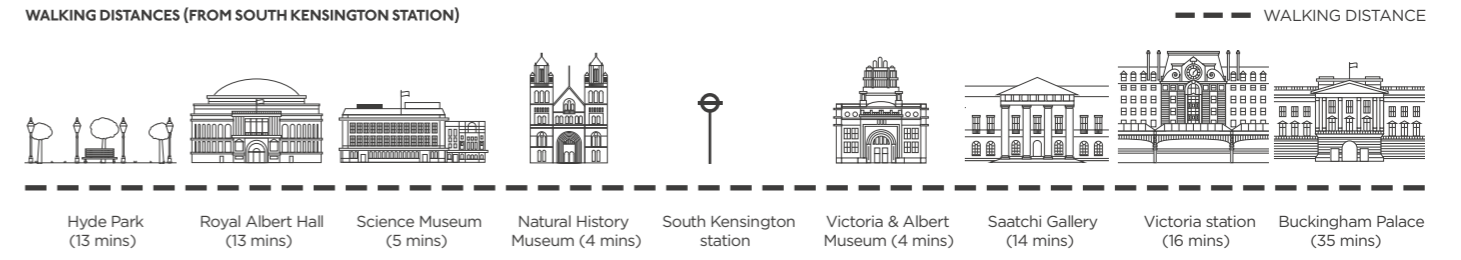 WALKING DISTANCES (FROM SOUTH KENSINGTON STATION)
WALKING DISTANCE
Hyde Park
(13 mins)
Royal Albert Hall
(13 mins)
Science Museum
(5 mins)
Natural History
Museum (4 mins)
South Kensington
station
Victoria & Albert
Museum (4 mins)
Saatchi Gallery
(14 mins)
Victoria station
(16 mins)
Buckingham Palace
(35 mins)